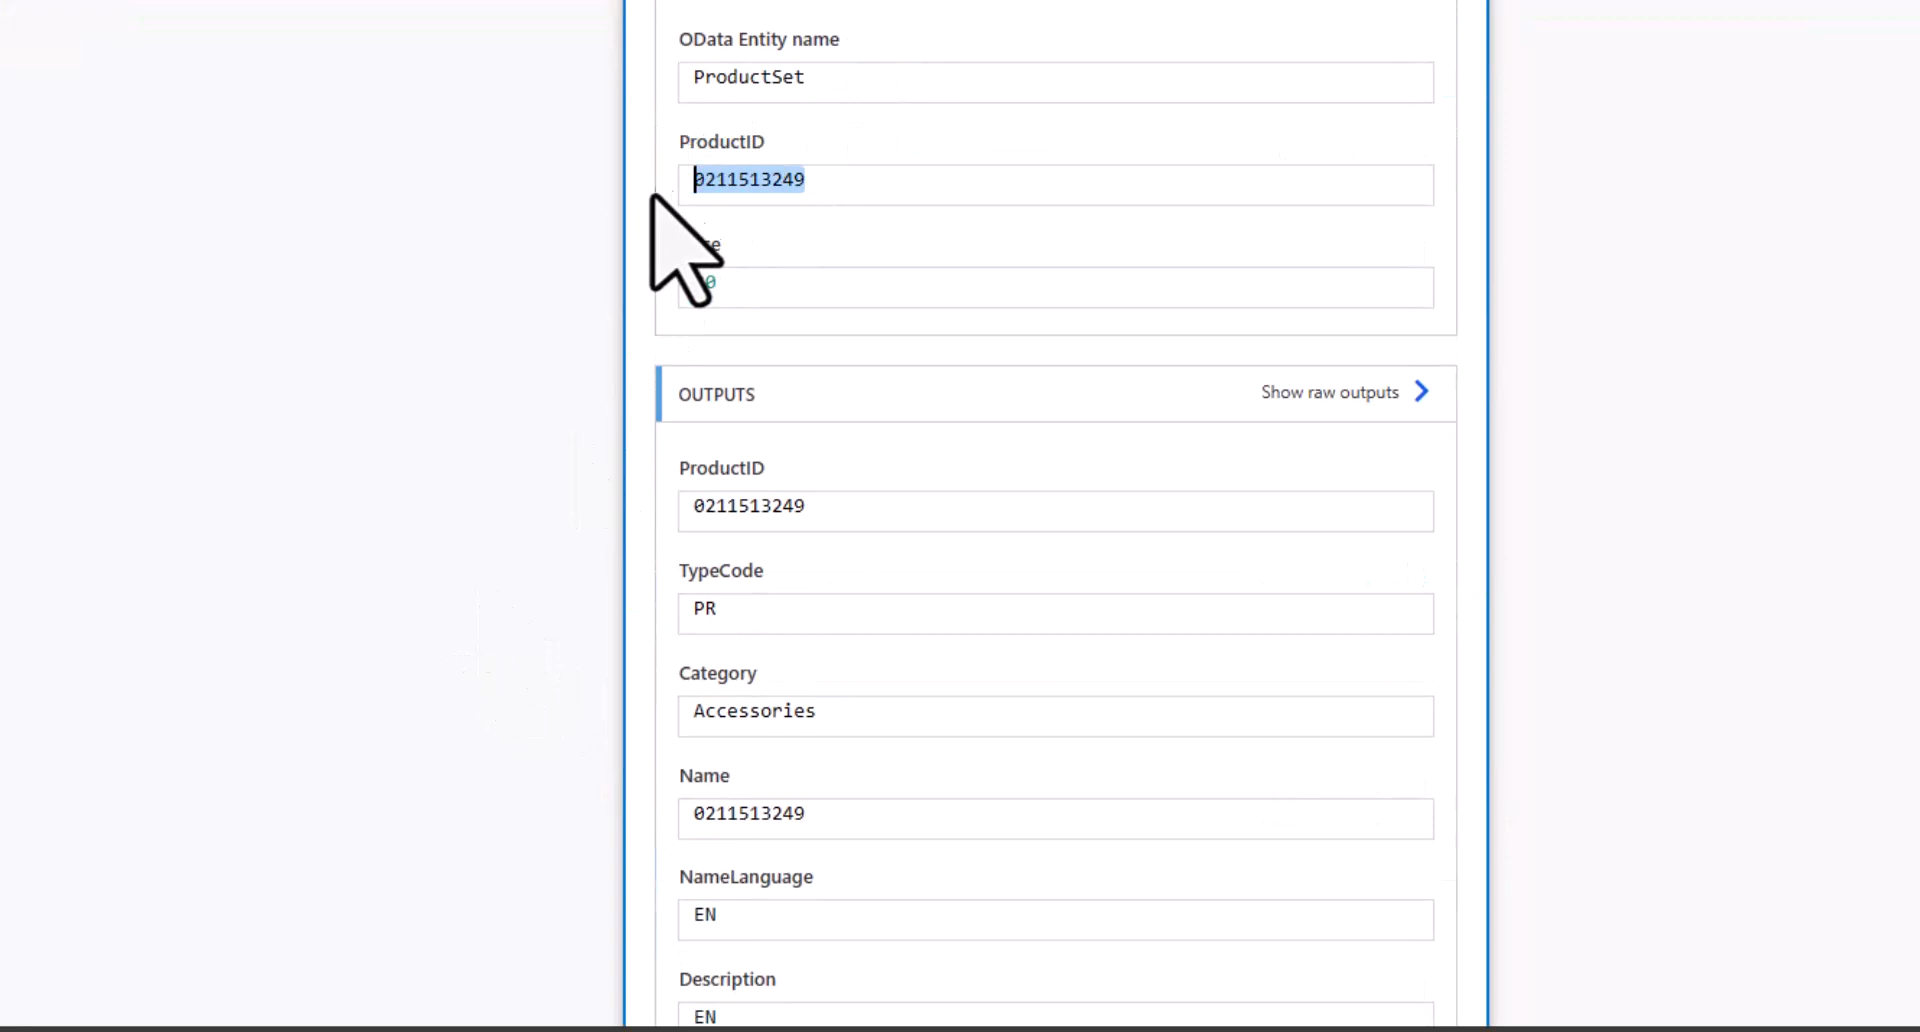 OData Entity name
ProductSet
ProductID
0211513249
OUTPUTS
Show raw outputs
ProductID
0211513249
TypeCode
PR
Category
Accessories
Name
0211513249
NameLanguage
EN
Description
EN